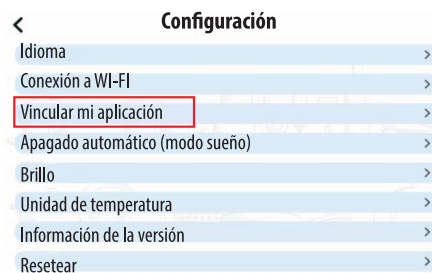 Configuración
Idioma
Conexión a WI-FI
Vincular mi aplicación
Apagado automático (modo sueño)
Brillo
Unidad de temperatura
Información de la versión
Resetear